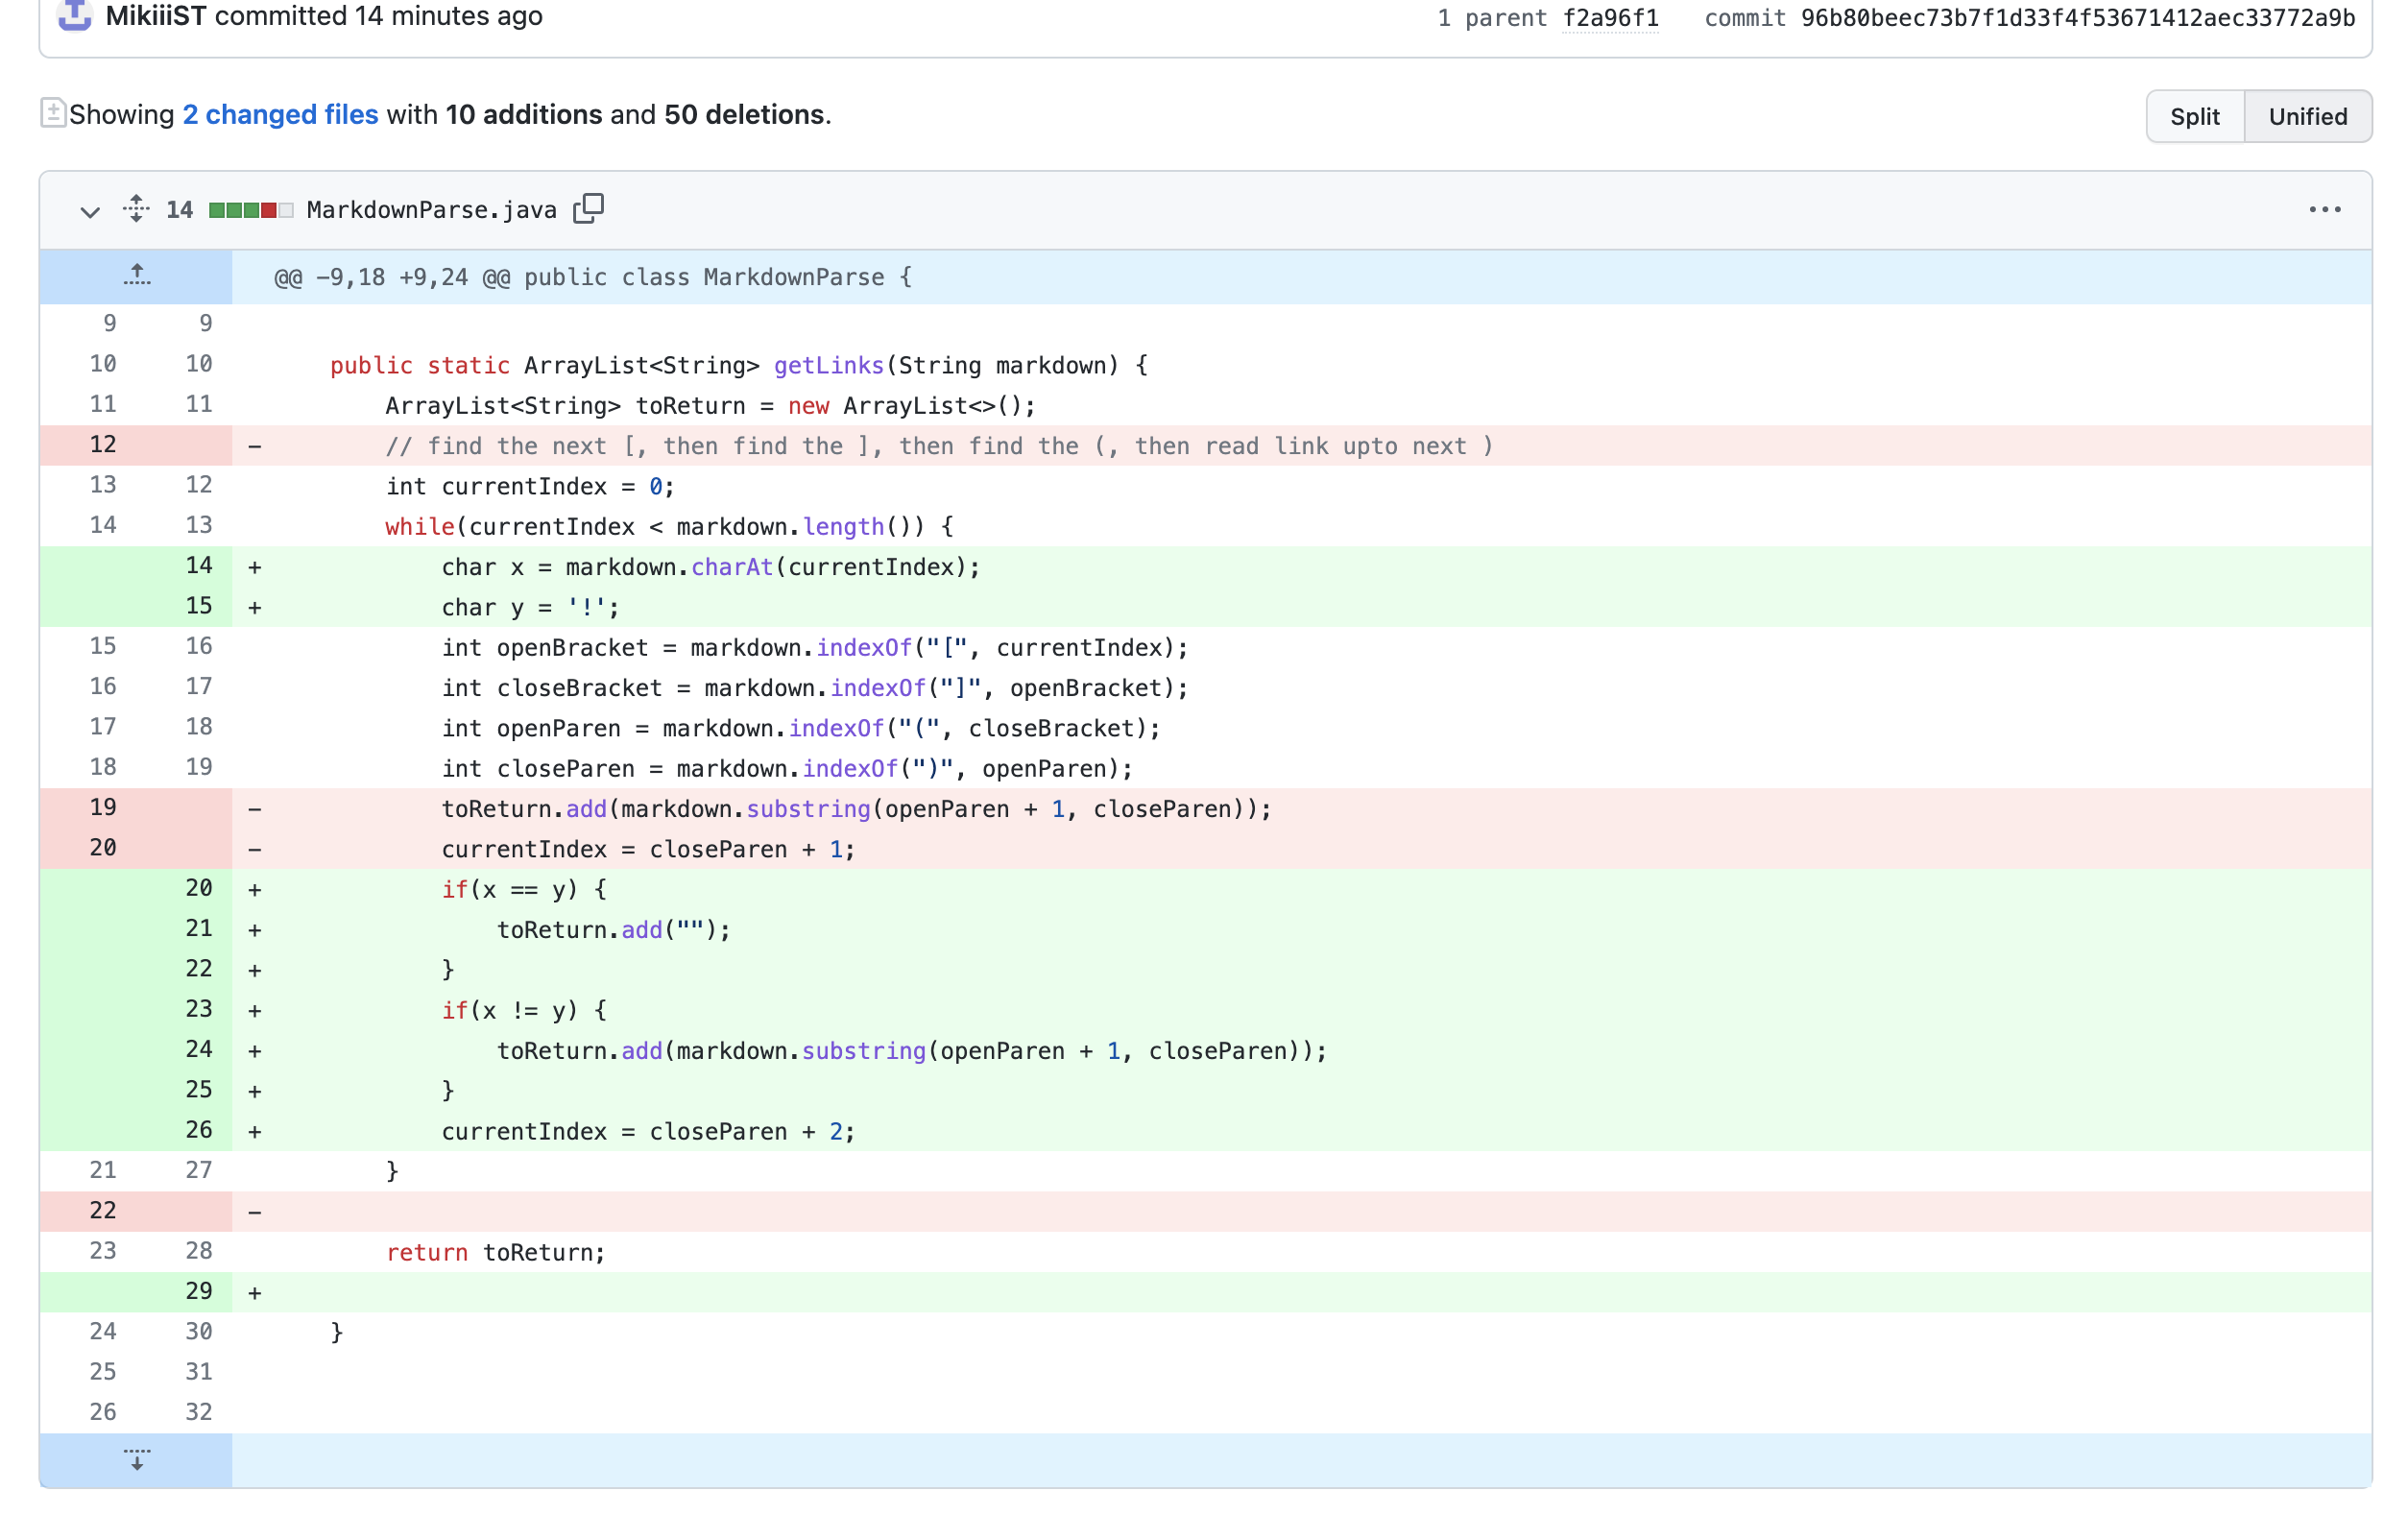 MikiiiST committed 14 minutes ago 1 parent f2a96f1 commit 96b80beec73b7f1d33f4f53671412aec33772a9b
Showing 2 changed files with 10 additions and 50 deletions. Split Unified
14 MarkdownParse.java
@@ -9,18 +9,24 @@ public class MarkdownParse {
9 9
10 10 public static ArrayList<String> getLinks(String markdown) {
11 11 ArrayList<String> toReturn = new ArrayList<>();
12 - // find the next [, then find the ], then find the (, then read link upto next )
13 12 int currentIndex = 0;
14 13 while(currentIndex < markdown.length()) {
14 + char x = markdown.charAt(currentIndex);
15 + char y = '!';
15 16 int openBracket = markdown.indexOf("[", currentIndex);
16 17 int closeBracket = markdown.indexOf("]", openBracket);
17 18 int openParen = markdown.indexOf("(", closeBracket);
18 19 int closeParen = markdown.indexOf(")", openParen);
19 - toReturn.add(markdown.substring(openParen + 1, closeParen));
20 - currentIndex = closeParen + 1;
20 + if(x == y) {
21 + toReturn.add("");
22 + }
23 + if(x != y) {
24 + toReturn.add(markdown.substring(openParen + 1, closeParen));
25 + }
26 + currentIndex = closeParen + 2;
21 27 }
22 -
23 28 return toReturn;
29 +
24 30 }
25 31
26 32